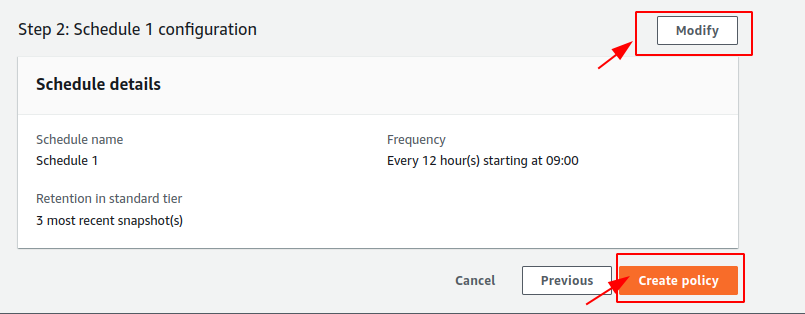 Step 2: Schedule 1 configuration
Modify
Schedule details
Schedule name
Frequency
Schedule 1
Every 12 hour(s) starting at 09:00
Retention in standard tier
3 most recent snapshot(s)
Cancel
Previous
Create policy